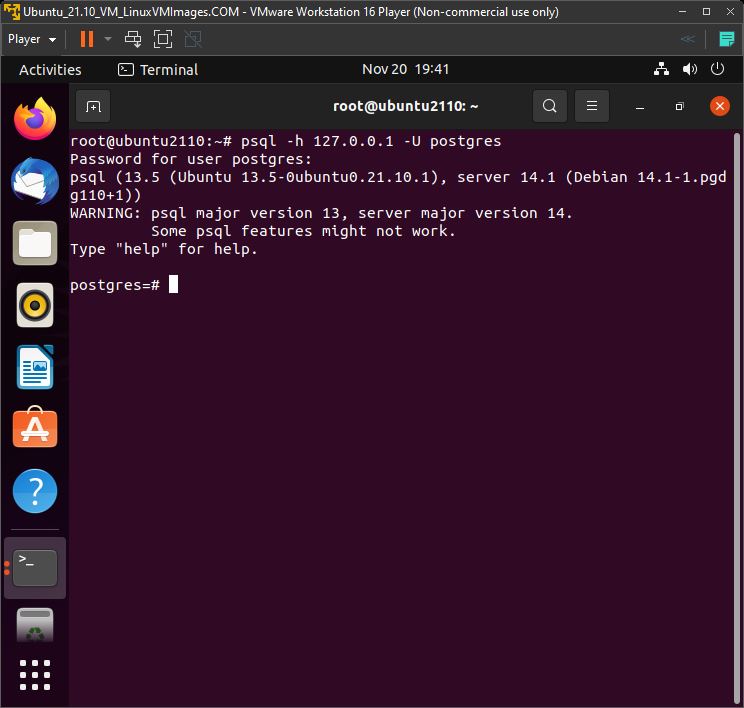 Ubuntu_21.10_VM_LinuxVMImages.COM - VMware Workstation 16 Player (Non-commercial use only)
Player
Activities Terminal Nov 20 19:41
root@ubuntu2110: ~
root@ubuntu2110:~# psql -h 127.0.0.1 -U postgres
Password for user postgres:
psql (13.5 (Ubuntu 13.5-0ubuntu0.21.10.1), server 14.1 (Debian 14.1-1.pgd
g110+1))
WARNING: psql major version 13, server major version 14.
         Some psql features might not work.
Type "help" for help.
postgres=#